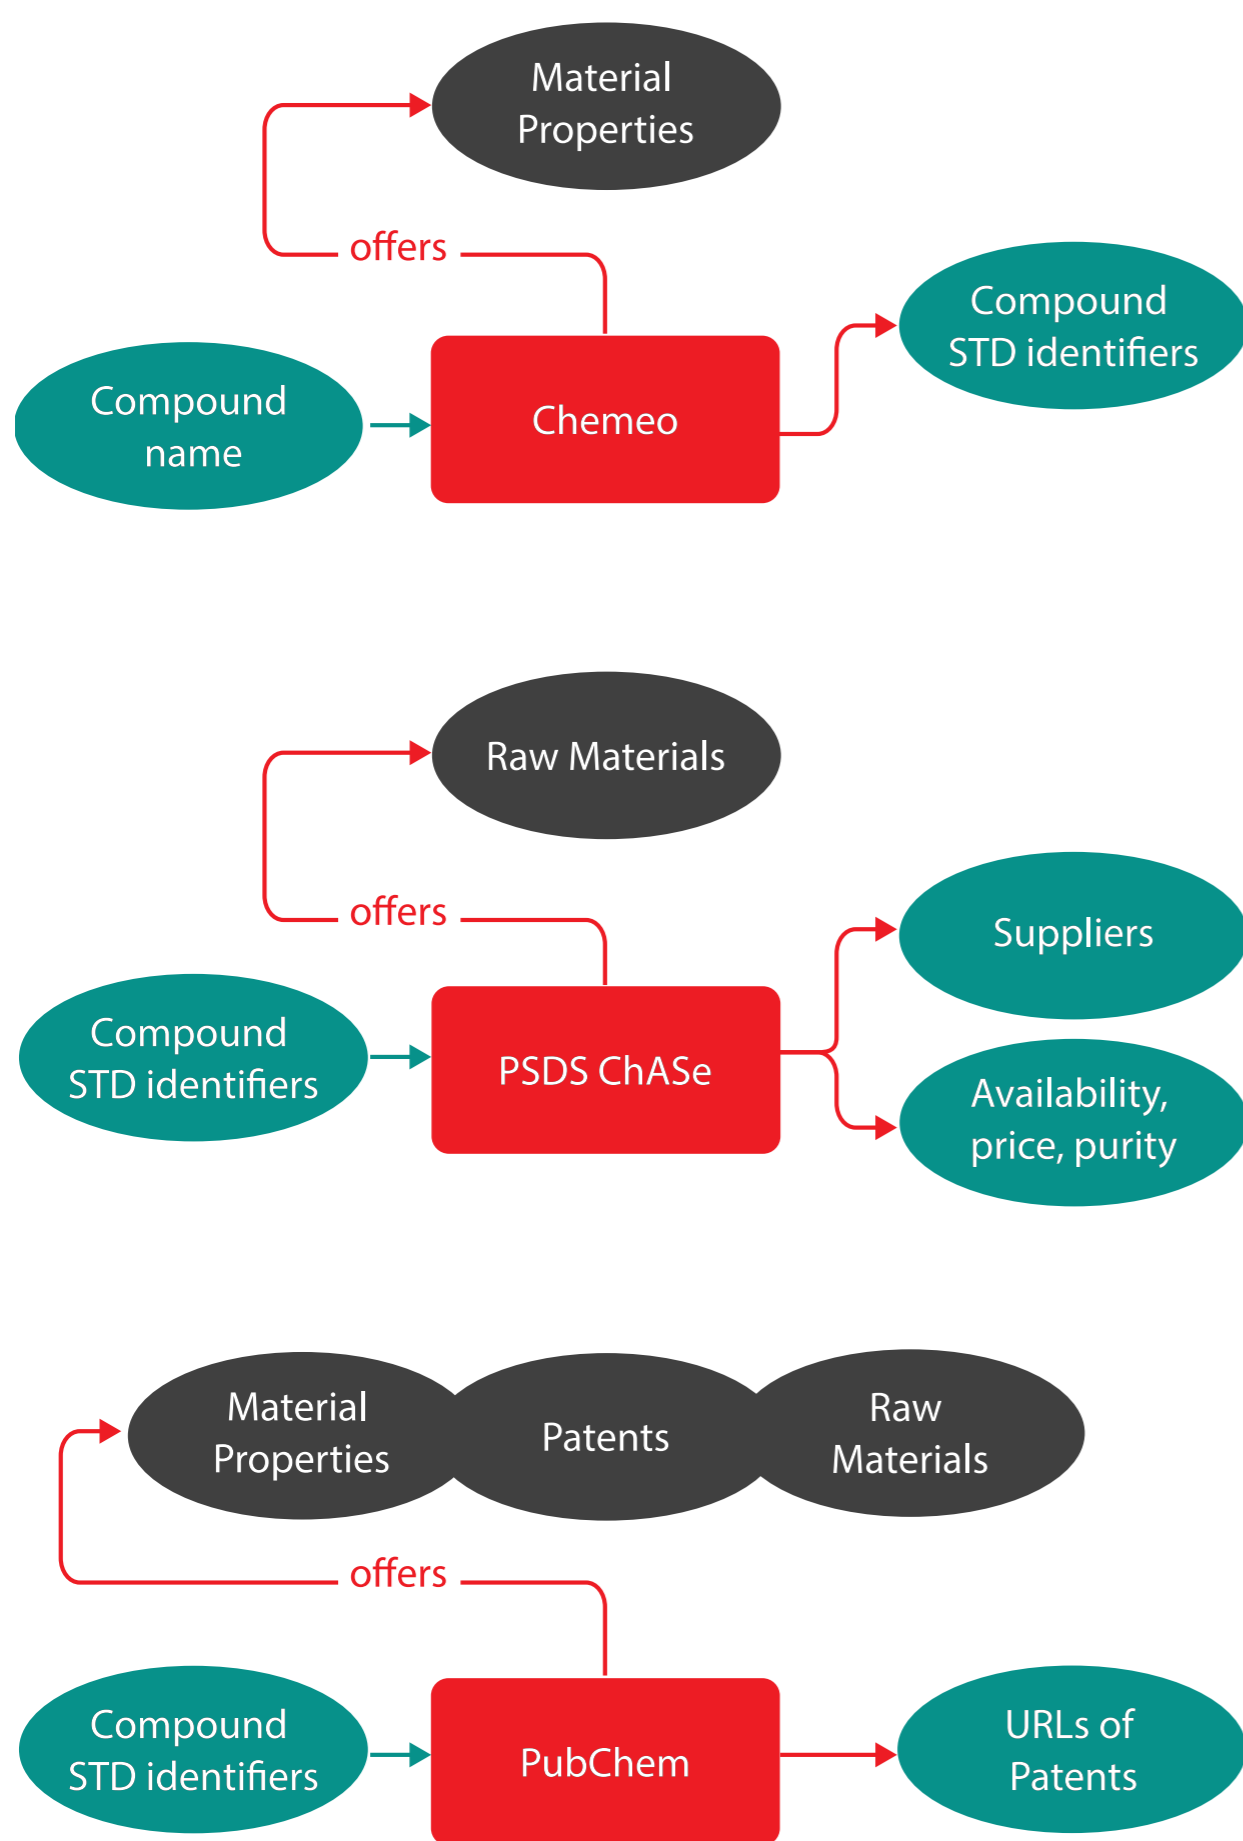 Material
Properties
offers
Compound
STD identifiers
Compound
name
Chemeo
Raw Materials
offers
Suppliers
Compound
STD identifiers
PSDS ChASe
Availability,
price, purity
Material
Properties
Patents
Raw
Materials
offers
Compound
STD identifiers
PubChem
URLs of
Patents